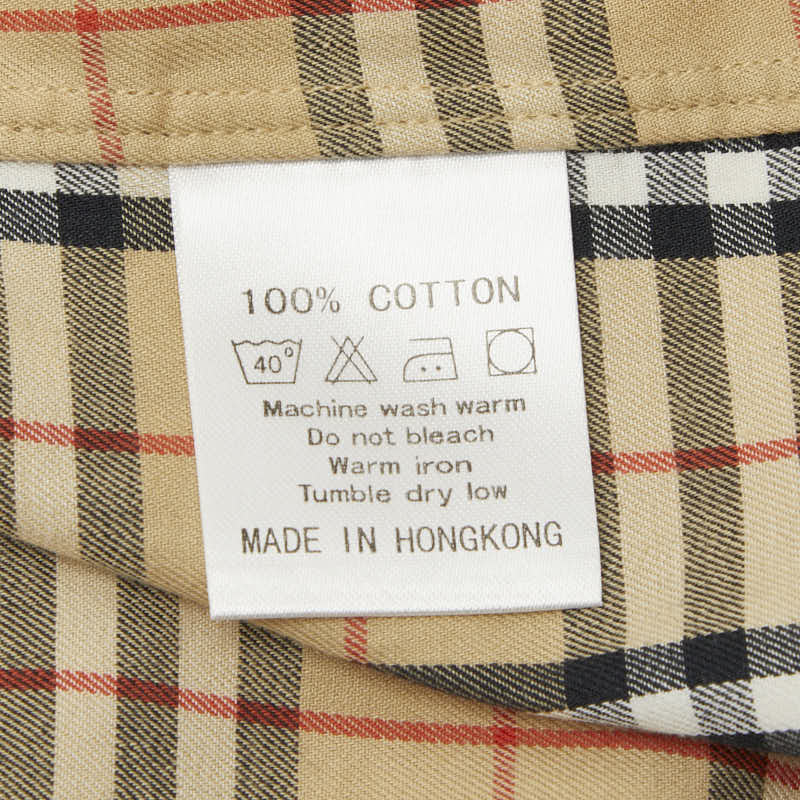 100% COTTON
40°
Machine wash warm
Do not bleach
Warm iron
Tumble dry low
MADE IN HONGKONG